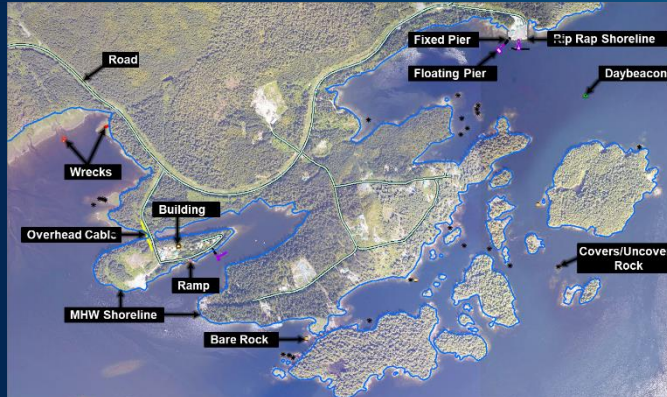 Fixed Pier
Rip Rap Shoreline
Road
Floating Pier
Daybeacon
Wrecks
Building
Overhead Cable
Covers/Uncovers
Rock
Ramp
MHW Shoreline
Bare Rock